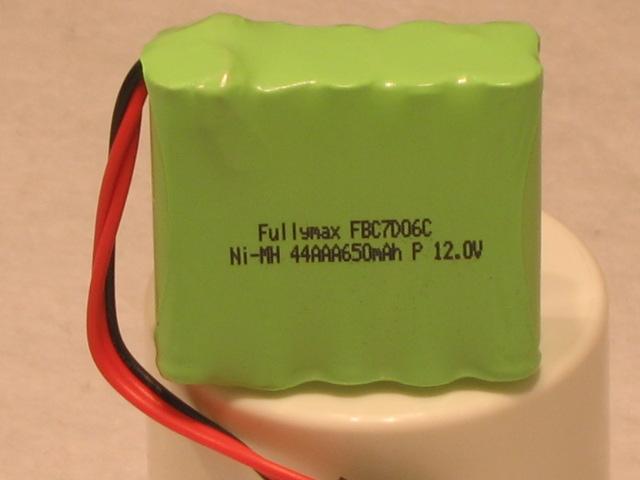 Fullymax FBC7D06C
Ni-MH 44AAA650mAh P 12.0V